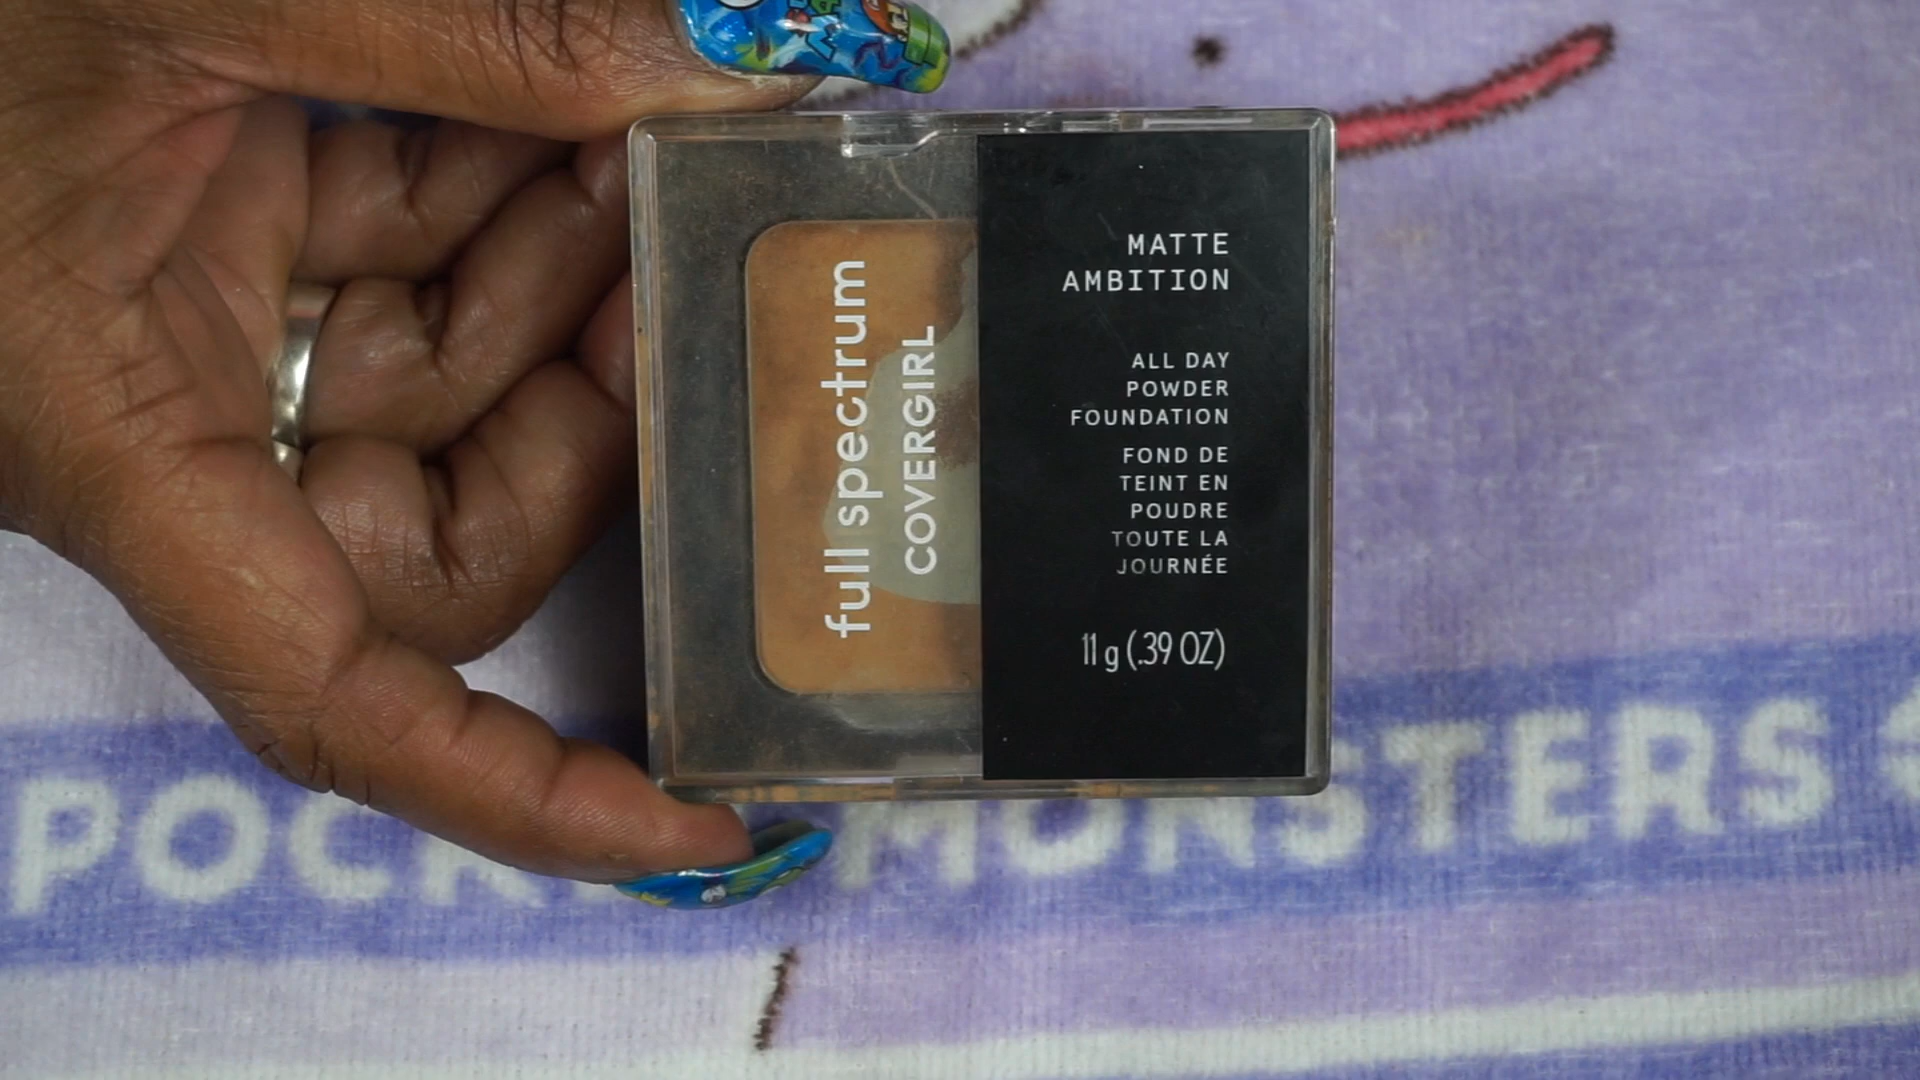 full spectrum
COVERGIRL
MATTE
AMBITION
ALL DAY
POWDER
FOUNDATION
FOND DE
TEINT EN
POUDRE
TOUTE LA
JOURNÉE
11 g (.39 OZ)
POCK MONSTERS